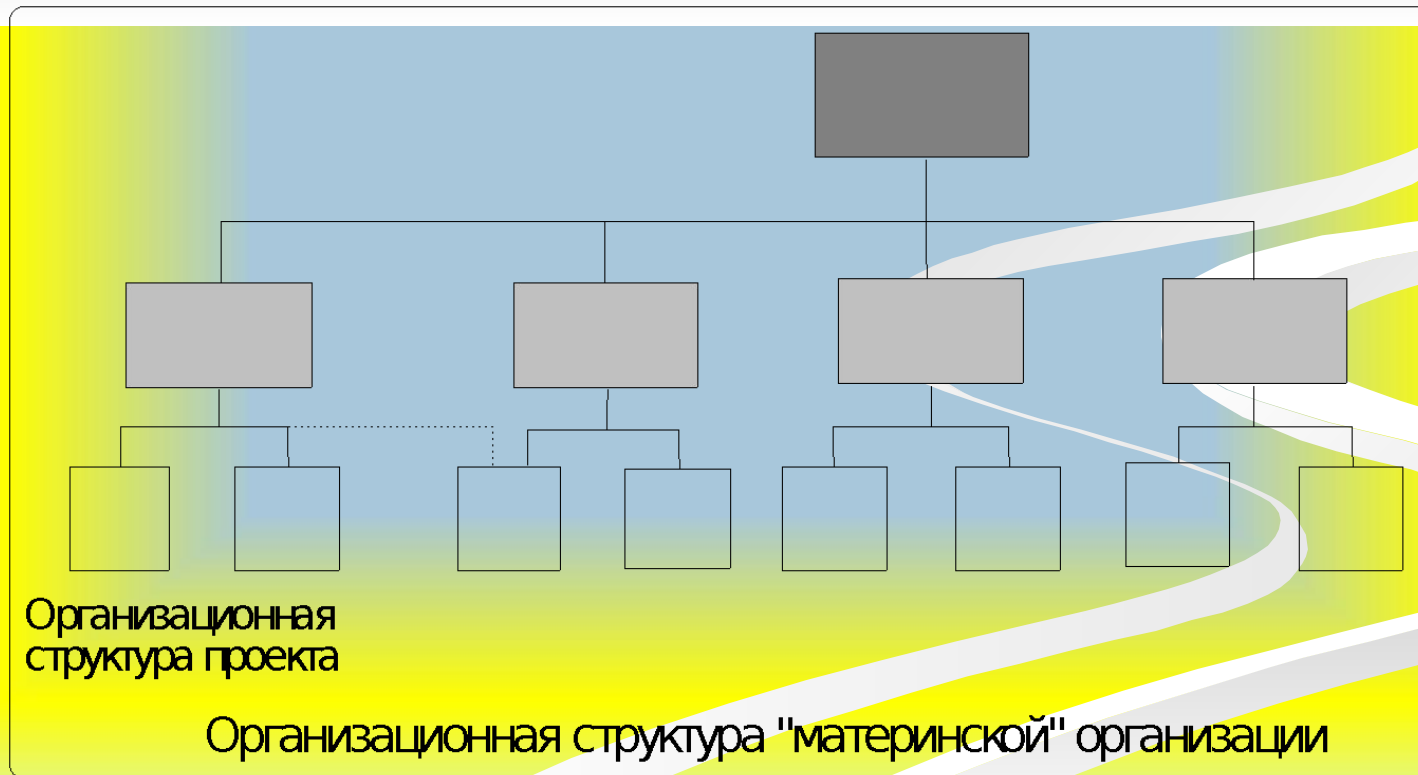 Организационная
структура проекта
Организационная структура "материнской" организации